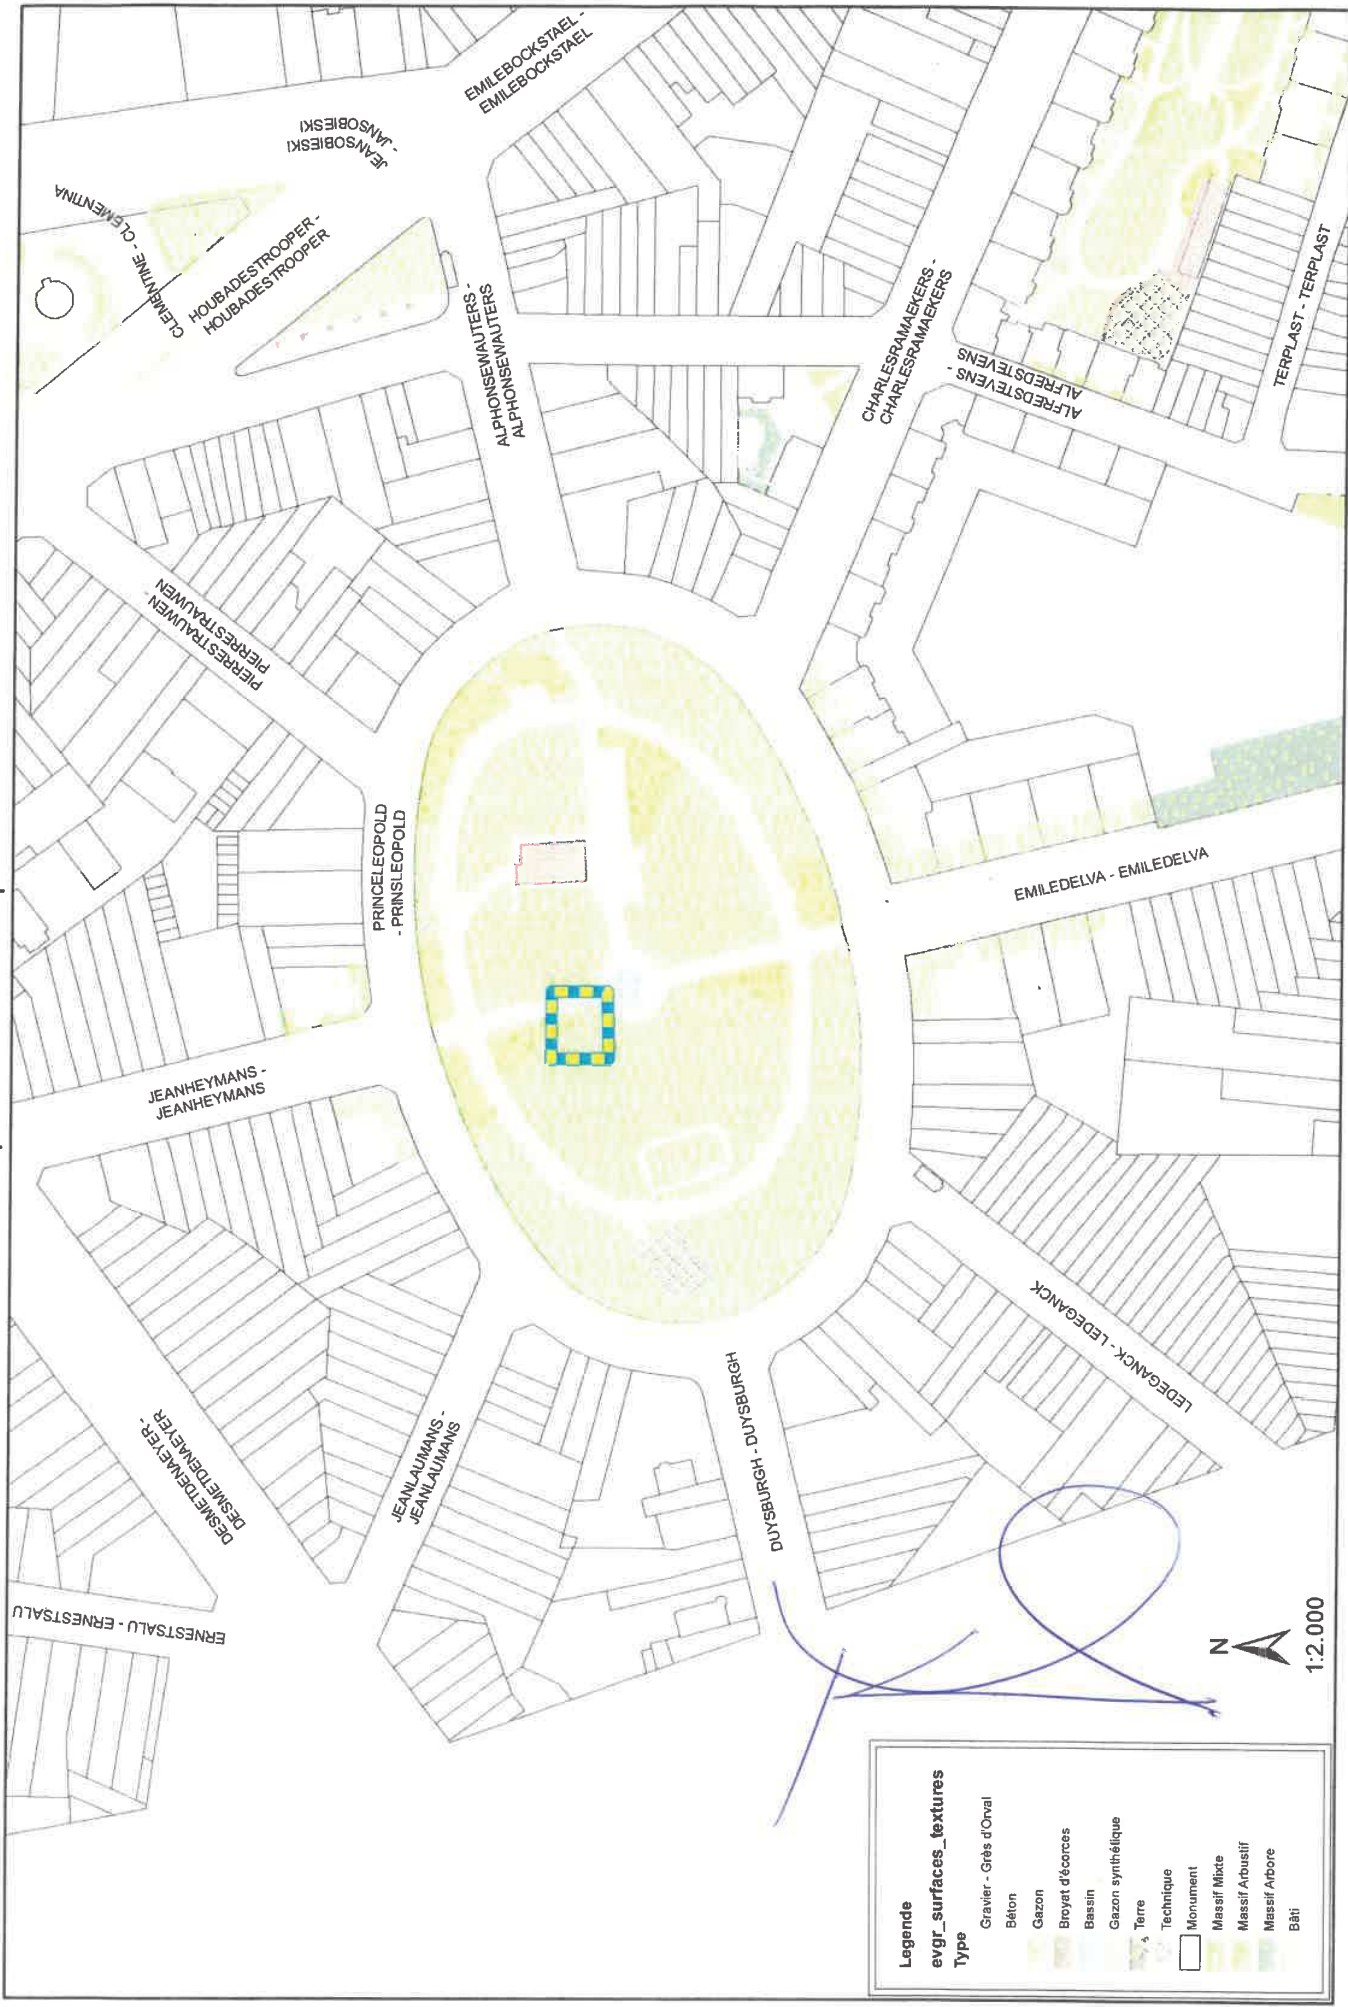 CLEMENTINE - CLEMENTINA
HOUBADESTROOPER -
HOUBADESTROOPER
JEANSOBIESKI
- JANSOBIESKI
EMILEBOCKSTAEL -
EMILEBOCKSTAEL
ALPHONSEWAUTERS -
ALPHONSEWAUTERS
CHARLESRAMAEKERS -
CHARLESRAMAEKERS
ALFREDSTEVENS -
ALFREDSTEVENS
TERPLAST - TERPLAST
PIERRESTRAUWEN
PIERRESTRAUWEN
PRINCELEOPOLD
- PRINSLEOPOLD
EMILEDELVA - EMILEDELVA
JEANHEYMANS -
JEANHEYMANS
DESMETDENAEYER -
DESMETDENAEYER
JEANLAUMANS -
JEANLAUMANS
DUYSBURGH - DUYSBURGH
LEDEGANCK - LEDEGANCK
ERNESTSALU - ERNESTSALU
N
1:2.000
Legende
evgr_surfaces_textures
Type
Gravier - Grès d'Orval
Béton
Gazon
Broyat d'écorces
Bassin
Gazon synthétique
Terre
Technique
Monument
Massif Mixte
Massif Arbustif
Massif Arbore
Bâti